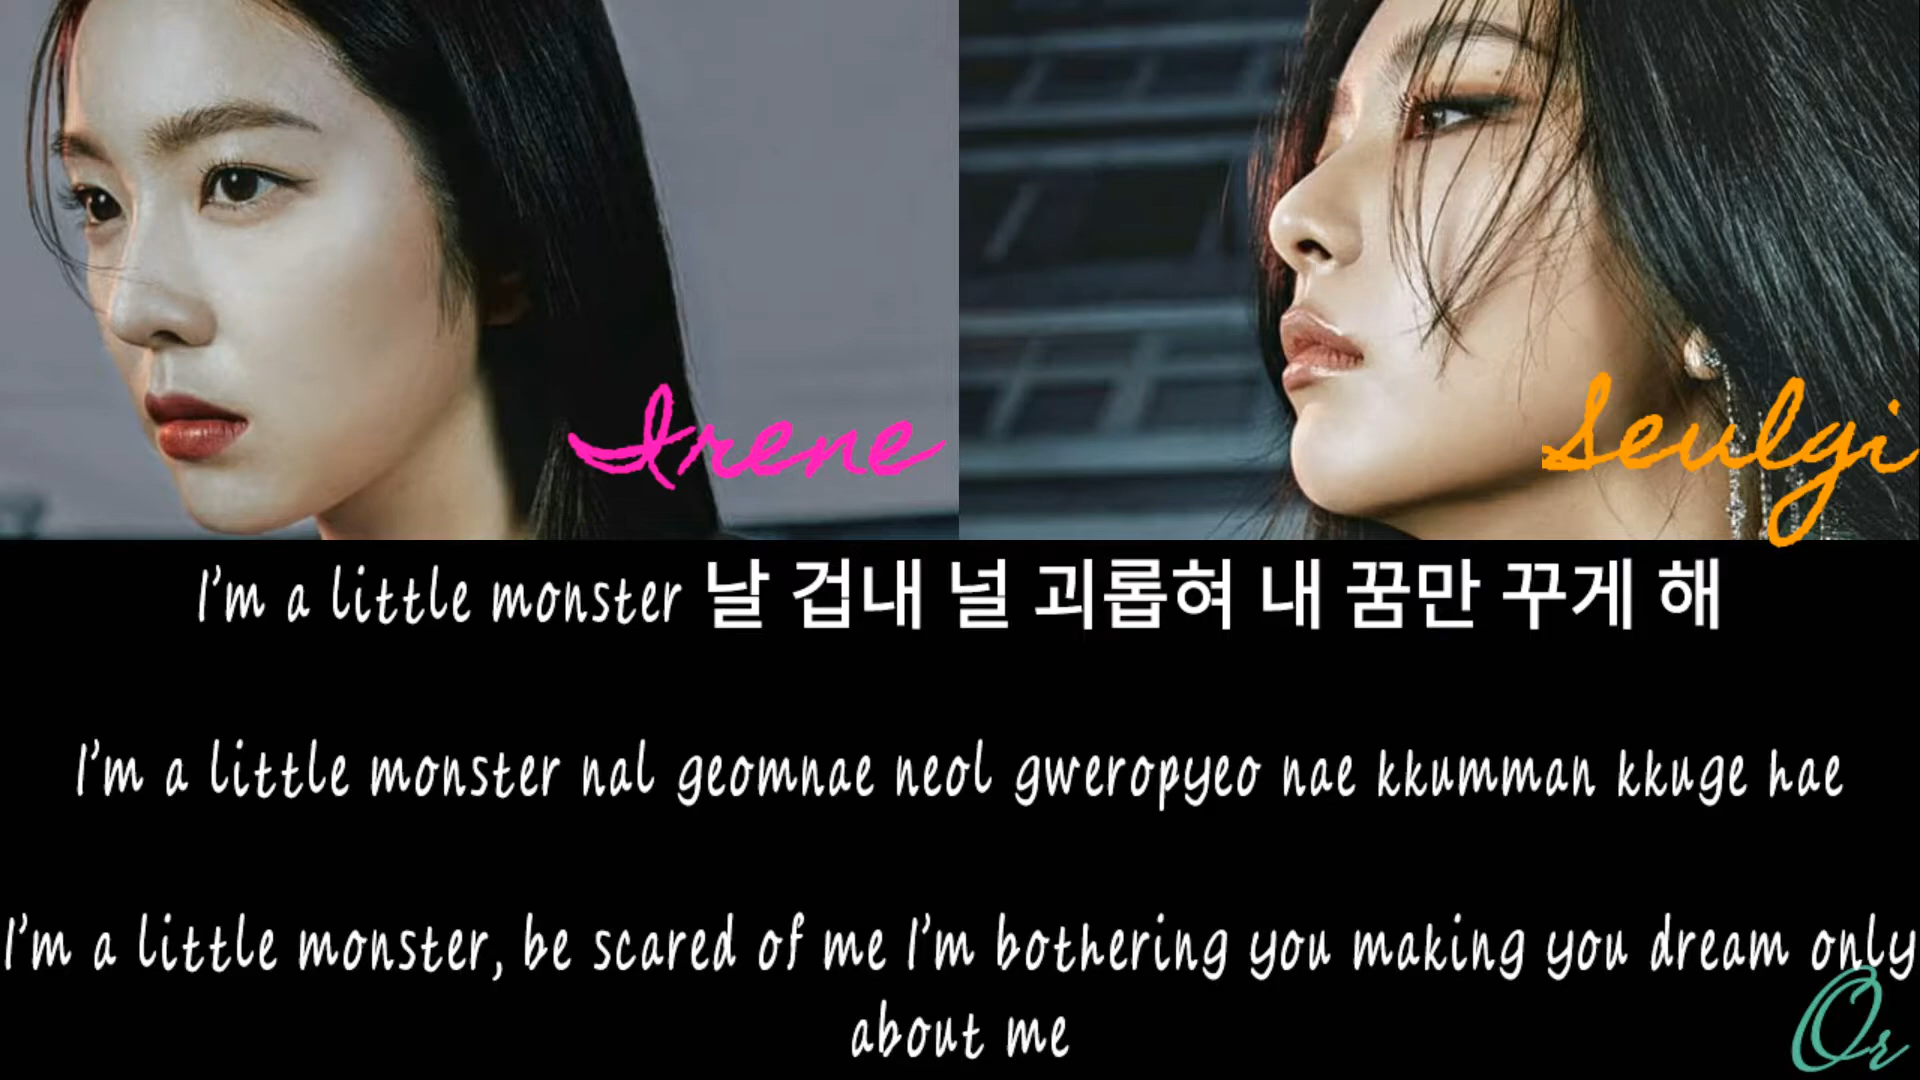 Irene
Seulgi
I'm a little monster 날 겁내 널 괴롭혀 내 꿈만 꾸게 해
I'm a little monster nal geomnae neol gweropyeo nae kkumman kkuge hae
I'm a little monster, be scared of me I'm bothering you making you dream only
about me
Or